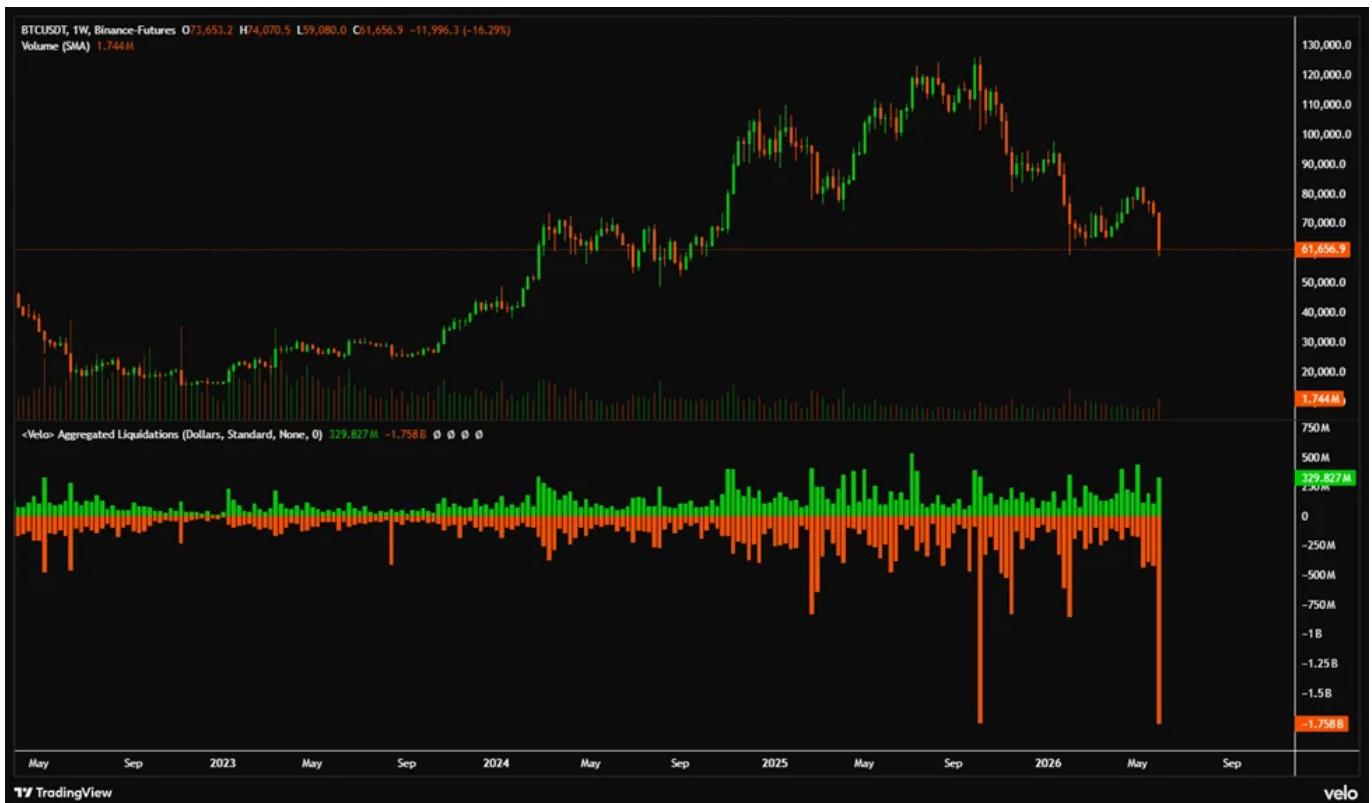 BTCUSDT, 1W, Binance-Futures O73,653.2 H74,070.5 L59,080.0 C61,656.9 −11,996.3 (−16.29%)
Volume (SMA) 1.744M
130,000.0
120,000.0
110,000.0
100,000.0
90,000.0
80,000.0
70,000.0
61,656.9
50,000.0
40,000.0
30,000.0
20,000.0
1.744M
<Velo> Aggregated Liquidations (Dollars, Standard, None, 0) 329.827M −1.758B Ø Ø Ø Ø
750M
500M
329.827M
250M
0
−250M
−500M
−750M
−1B
−1.25B
−1.5B
−1.758B
May Sep 2023 May Sep 2024 May Sep 2025 May Sep 2026 May Sep
TradingView velo